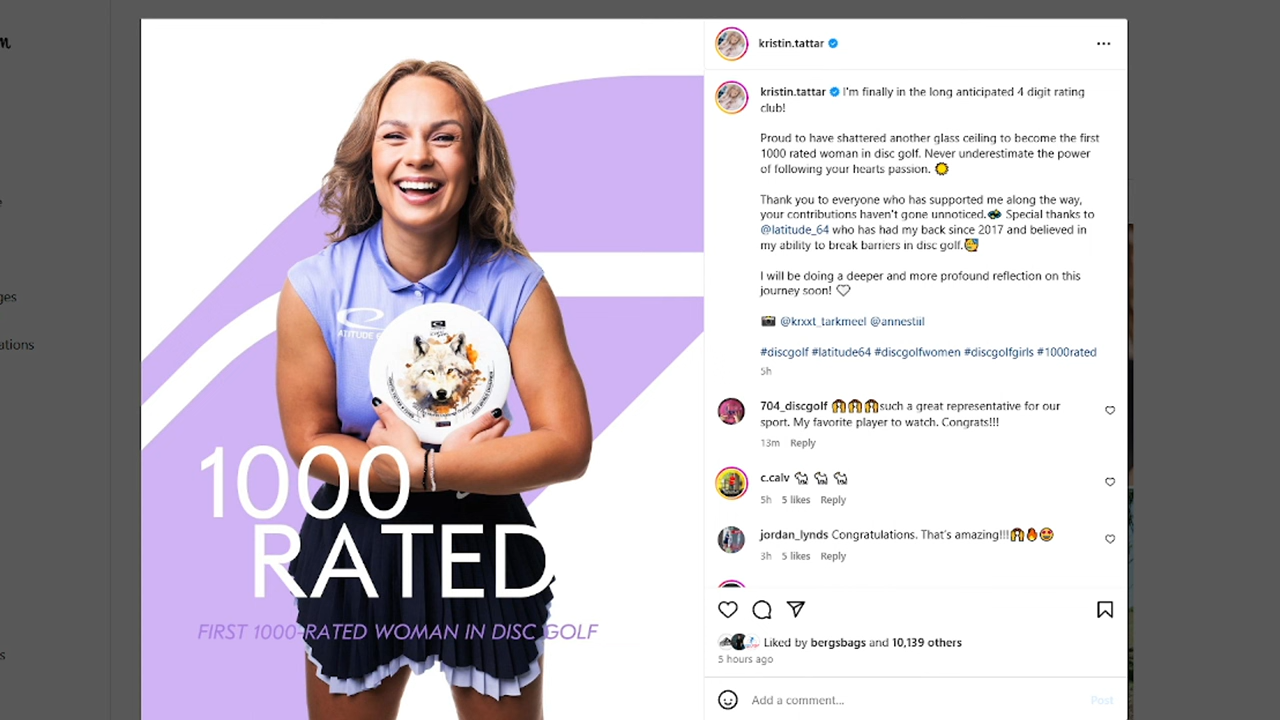 kristin.tattar
kristin.tattar I'm finally in the long anticipated 4 digit rating
club!
Proud to have shattered another glass ceiling to become the first
1000 rated woman in disc golf. Never underestimate the power
of following your hearts passion.
Thank you to everyone who has supported me along the way,
your contributions haven't gone unnoticed. Special thanks to
@latitude_64 who has had my back since 2017 and believed in
my ability to break barriers in disc golf.
I will be doing a deeper and more profound reflection on this
journey soon!
@krxxt_tarkmeel @annestiil
#discgolf #latitude64 #discgolfwomen #discgolfgirls #1000rated
5h
704_discgolf such a great representative for our
sport. My favorite player to watch. Congrats!!!
13m Reply
c.calv
5h 5 likes Reply
jordan_lynds Congratulations. That's amazing!!!
3h 5 likes Reply
Liked by bergsbags and 10,139 others
5 hours ago
Add a comment...
Post
1000
RATED
FIRST 1000-RATED WOMAN IN DISC GOLF